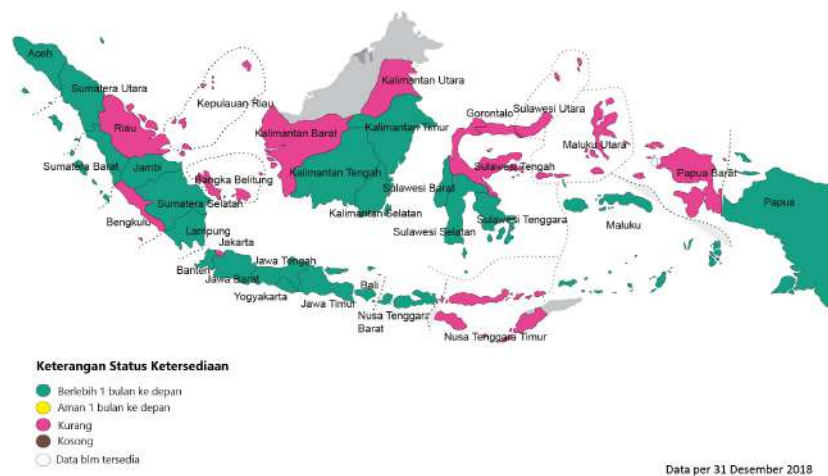 Aceh
Sumatera Utara
Kalimantan Utara
Kepulauan Riau
Gorontalo
Sulawesi Utara
Riau
Kalimantan Barat
Kalimantan Timur
Maluku Utara
Sumatera Barat
Jambi
Bangka Belitung
Kalimantan Tengah
Sulawesi Tengah
Papua Barat
Sulawesi Barat
Papua
Sumatera Selatan
Kalimantan Selatan
Sulawesi Tenggara
Bengkulu
Lampung
Sulawesi Selatan
Maluku
Jakarta
Banten
Jawa Tengah
Jawa Barat
Bali
Yogyakarta
Jawa Timur
Nusa Tenggara
Barat
Nusa Tenggara Timur
Keterangan Status Ketersediaan
Berlebih 1 bulan ke depan
Aman 1 bulan ke depan
Kurang
Kosong
Data blm tersedia
Data per 31 Desember 2018